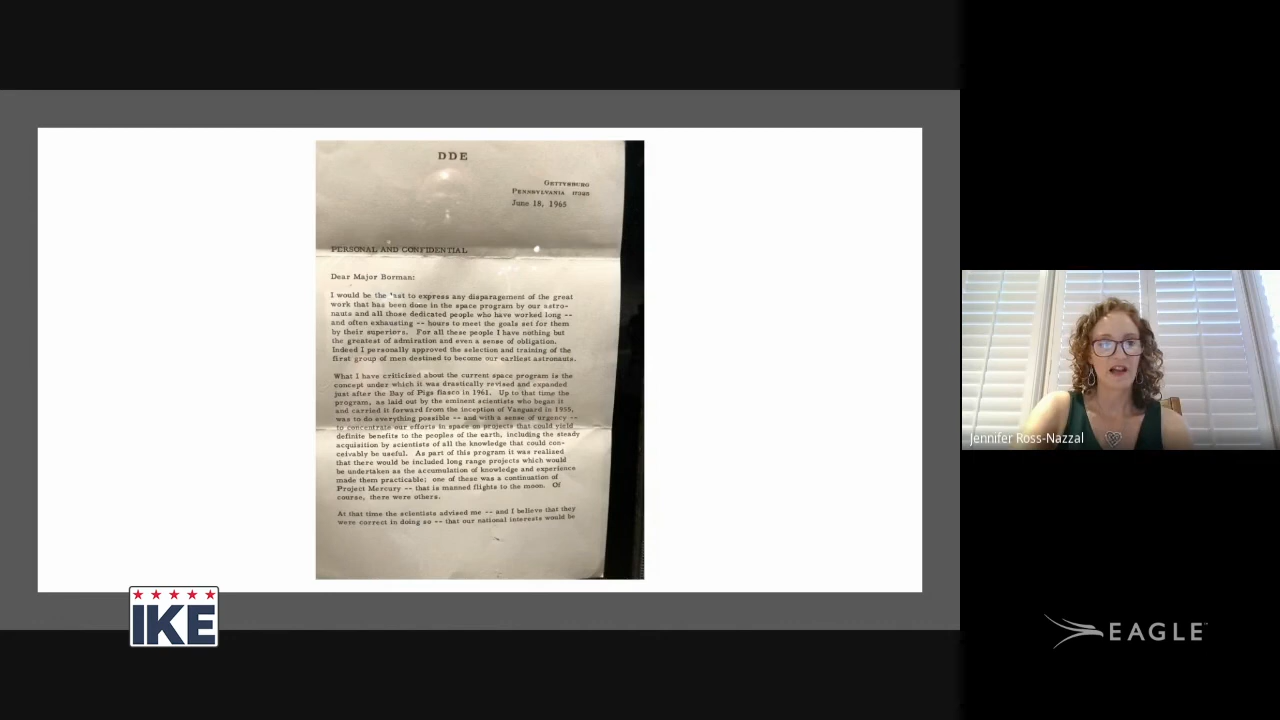 DDE
GETTYSBURG
PENNSYLVANIA 17325
June 18, 1965
PERSONAL AND CONFIDENTIAL
Dear Major Borman:
I would be the last to express any disparagement of the great
work that has been done in the space program by our astro-
nauts and all those dedicated people who have worked long --
and often exhausting -- hours to meet the goals set for them
by their superiors. For all these people I have nothing but
the greatest of admiration and even a sense of obligation.
Indeed I personally approved the selection and training of the
first group of men destined to become our earliest astronauts.
What I have criticized about the current space program is the
concept under which it was drastically revised and expanded
just after the Bay of Pigs fiasco in 1961. Up to that time the
program, as laid out by the eminent scientists who began it
and carried it forward from the inception of Vanguard in 1955,
was to do everything possible -- and with a sense of urgency --
to concentrate our efforts in space on projects that could yield
definite benefits to the peoples of the earth, including the steady
acquisition by scientists of all the knowledge that could con-
ceivably be useful. As part of this program it was realized
that there would be included long range projects which would
be undertaken as the accumulation of knowledge and experience
made them practicable; one of these was a continuation of
Project Mercury -- that is manned flights to the moon. Of
course, there were others.
At that time the scientists advised me -- and I believe that they
were correct in doing so -- that our national interests would be
IKE
Jennifer Ross-Nazzal
EAGLE